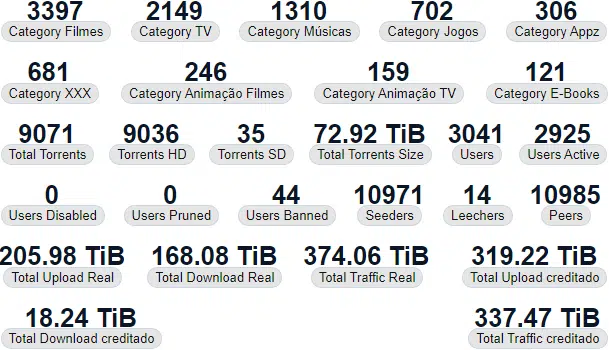 3397 2149 1310 702 306
Category Filmes Category TV Category Músicas Category Jogos Category Appz
681 246 159 121
Category XXX Category Animação Filmes Category Animação TV Category E-Books
9071 9036 35 72.92 TiB 3041 2925
Total Torrents Torrents HD Torrents SD Total Torrents Size Users Users Active
0 0 44 10971 14 10985
Users Disabled Users Pruned Users Banned Seeders Leechers Peers
205.98 TiB 168.08 TiB 374.06 TiB 319.22 TiB
Total Upload Real Total Download Real Total Traffic Real Total Upload creditado
18.24 TiB 337.47 TiB
Total Download creditado Total Traffic creditado